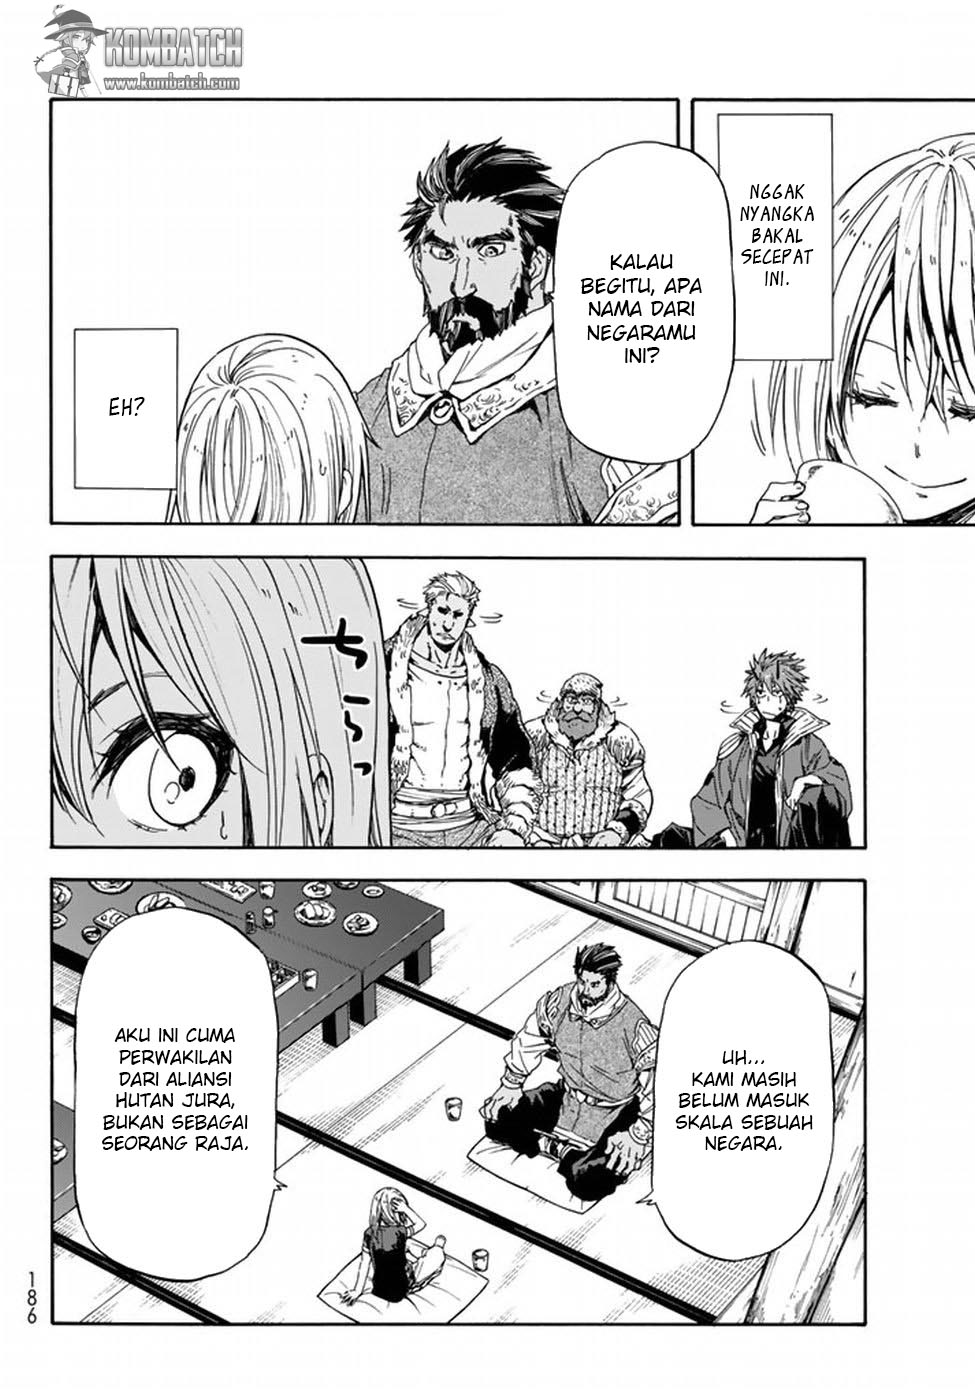 KOMBATCH
www.kombatch.com
NGGAK
NYANGKA
BAKAL
SECEPAT
INI.
KALAU
BEGITU, APA
NAMA DARI
NEGARAMU
INI?
EH?
ちらっ
UH...
KAMI MASIH
BELUM MASUK
SKALA SEBUAH
NEGARA.
AKU INI CUMA
PERWAKILAN
DARI ALIANSI
HUTAN JURA,
BUKAN SEBAGAI
SEORANG RAJA.
186